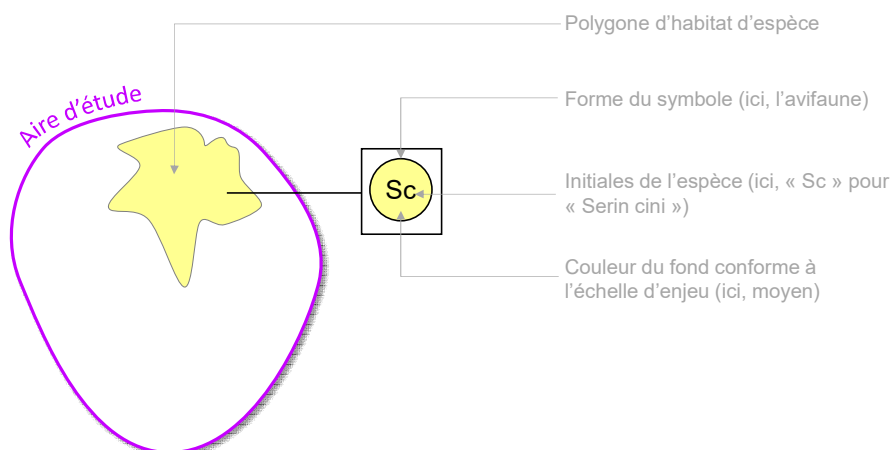 Polygone d'habitat d'espèce
Aire d'étude
Forme du symbole (ici, l'avifaune)
Sc
Initiales de l'espèce (ici, « Sc » pour
« Serin cini »)
Couleur du fond conforme à
l'échelle d'enjeu (ici, moyen)